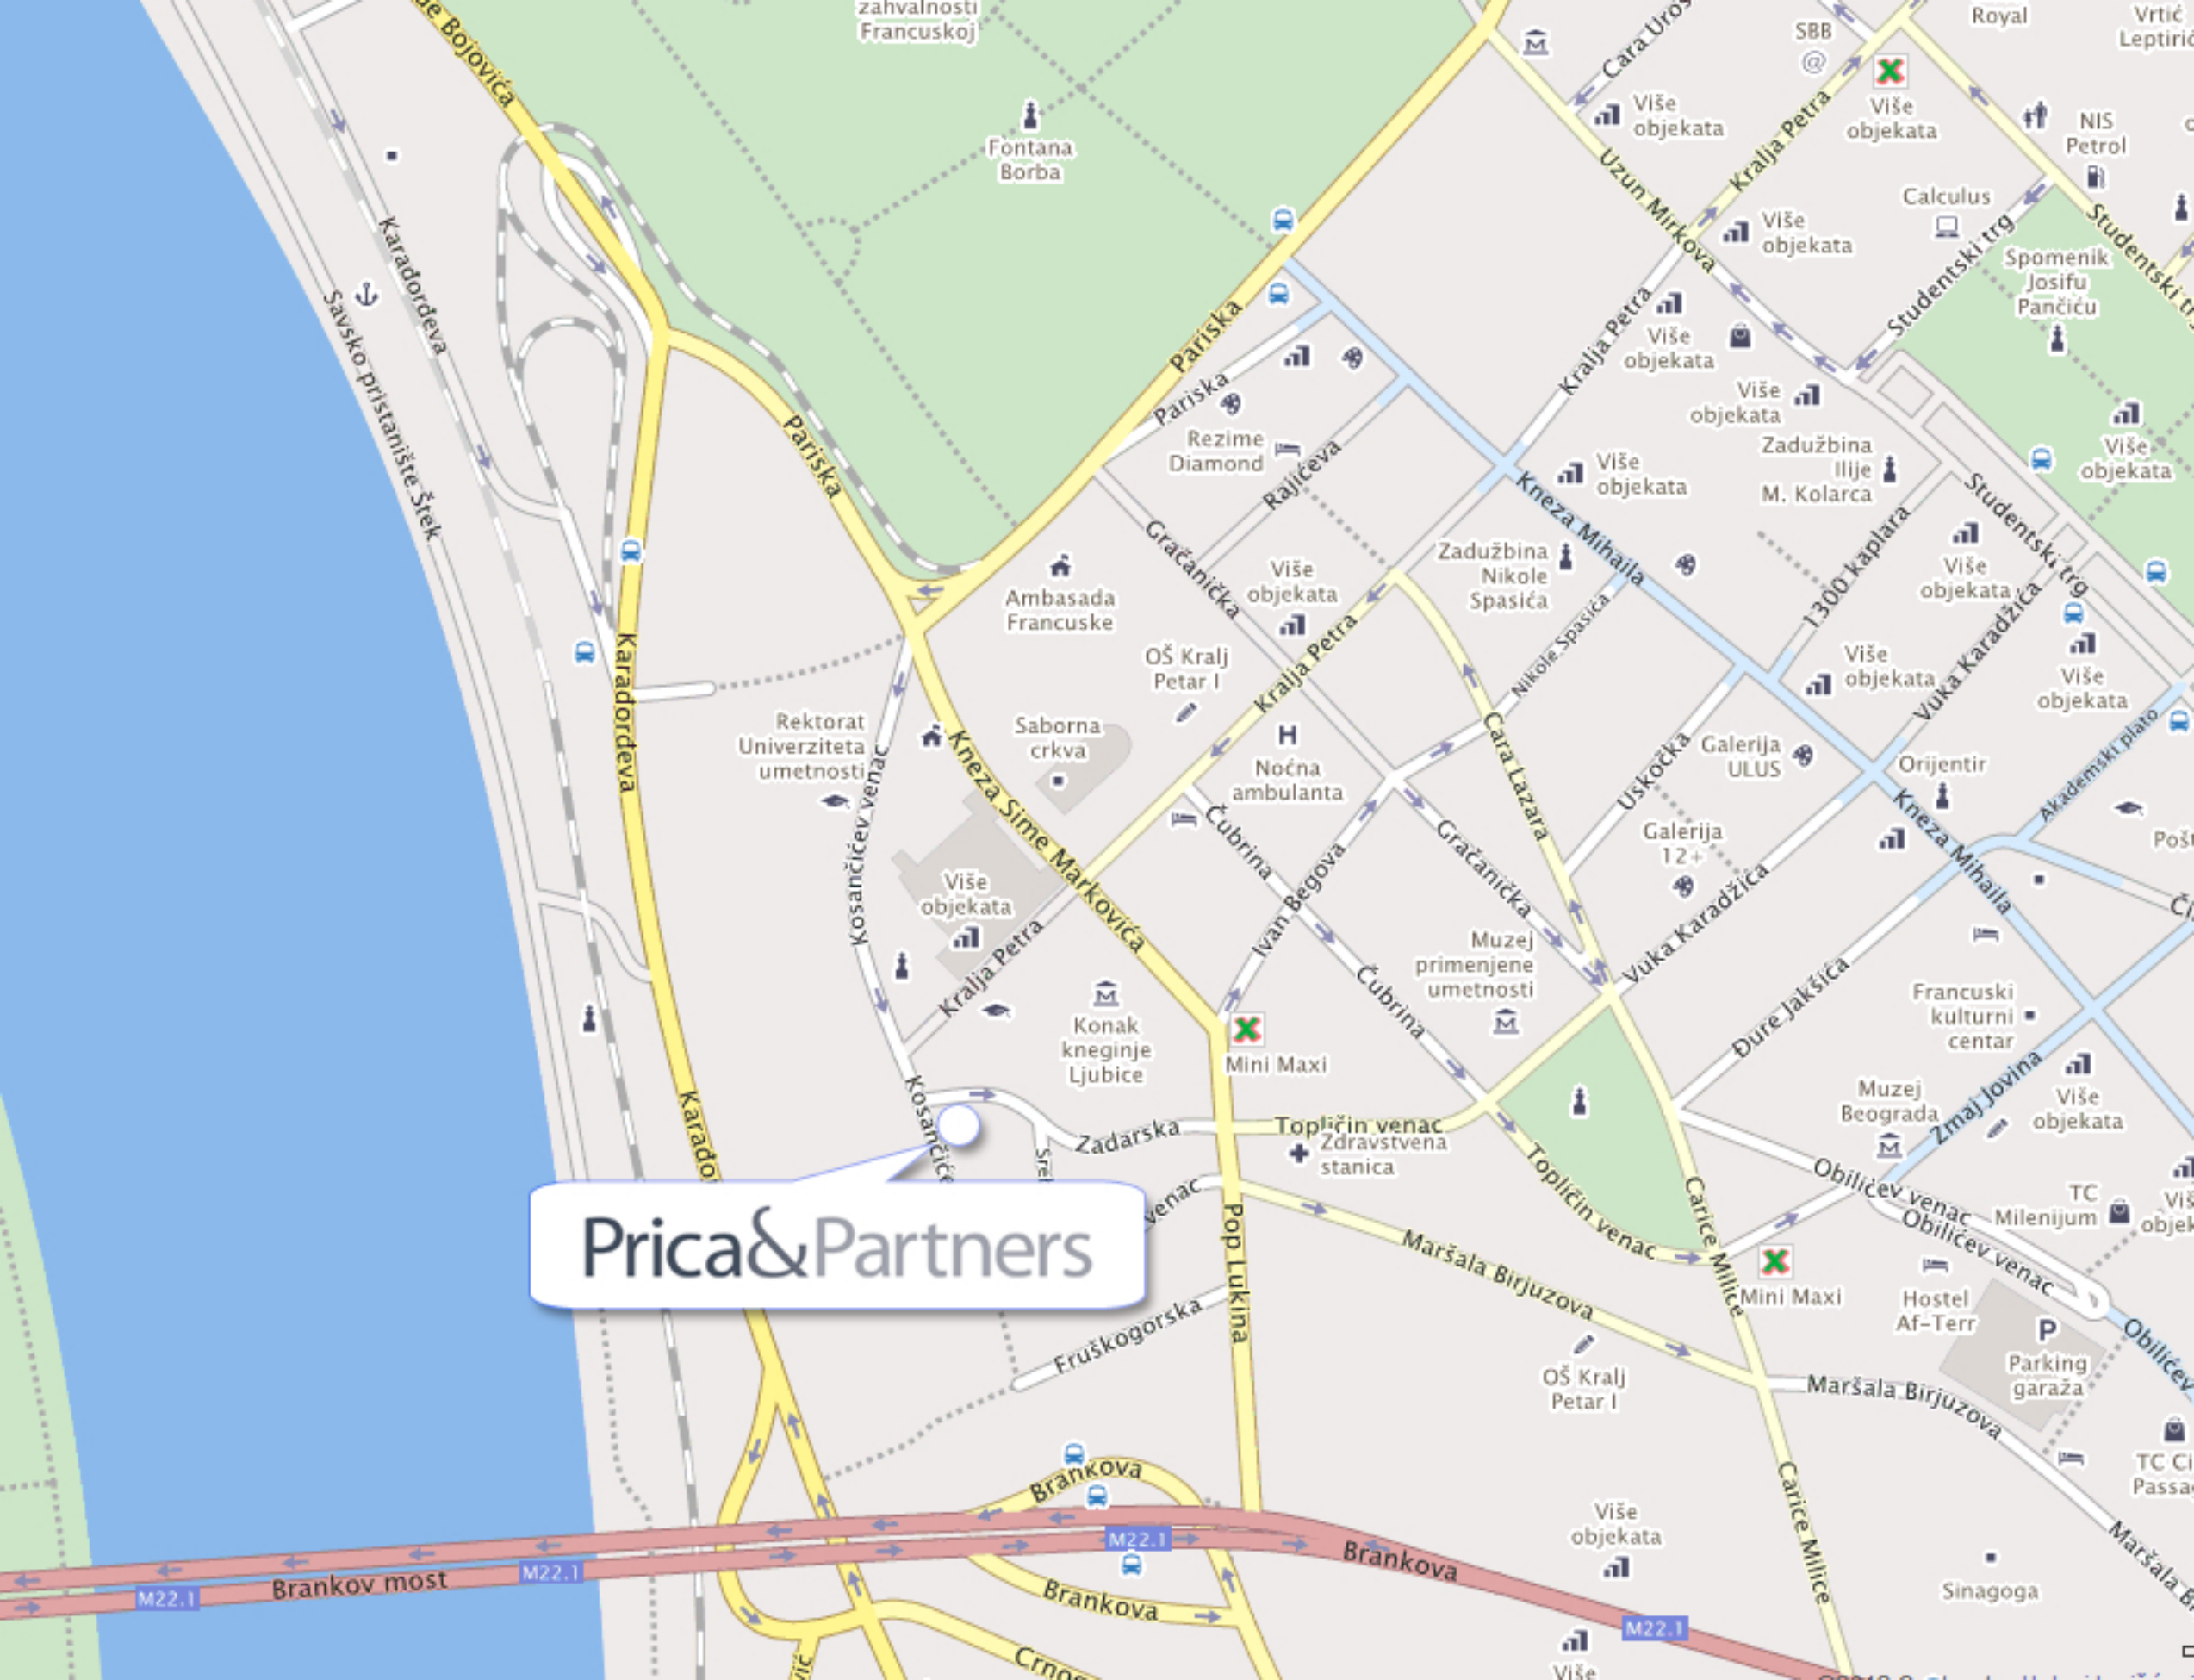 zahvalnosti
Francuskoj
Fontana
Borba
Cara Uroš
SBB
@
Royal
Vrtić
Leptirić
Više
objekata
Više
objekata
NIS
Petrol
Kralja Petra
Uzun Mirkova
Više
objekata
Calculus
Studentski trg
Studentski trg
Spomenik
Josifu
Pančiću
Karađorđeva
Savsko pristanište Štek
Pariska
Pariska
Pariska
Kralja Petra
Više
objekata
Više
objekata
Rezime
Diamond
Rajićeva
Više
objekata
Zadužbina
Ilije
M. Kolarca
Više
objekata
Kneza Mihaila
Studentski trg
Gračanička
Ambasada
Francuske
Više
objekata
Zadužbina
Nikole
Spasića
1300 kaplara
Više
objekata
Nikole Spasića
Karađorđeva
OŠ Kralj
Petar I
Kralja Petra
Više
objekata
Vuka Karadžića
Više
objekata
Rektorat
Univerziteta
umetnosti
Saborna
crkva
H
Noćna
ambulanta
Cara Lazara
Uskočka
Galerija
ULUS
Orijentir
Akademski plato
Kosančićev venac
Kneza Sime Markovića
Čubrina
Ivan Begova
Gračanička
Galerija
12+
Kneza Mihaila
Više
objekata
Kralja Petra
Muzej
primenjene
umetnosti
Vuka Karadžića
Čubrina
Đure Jakšića
Francuski
kulturni
centar
Konak
kneginje
Ljubice
Mini Maxi
Muzej
Beograda
Zmaj Jovina
Više
objekata
Zadarska
Topličin venac
Zdravstvena
stanica
Topličin venac
Obilićev venac
Obilićev venac
TC
Milenijum
Prica&Partners
venac
Pop Lukina
Maršala Birjuzova
Carice Milice
Mini Maxi
Hostel
Af-Terr
P
Parking
garaža
Obilićev
Fruškogorska
OŠ Kralj
Petar I
Maršala Birjuzova
Brankova
Više
objekata
Carice Milice
M22.1
M22.1
M22.1
Brankov most
Brankova
Brankova
M22.1
Sinagoga
Više